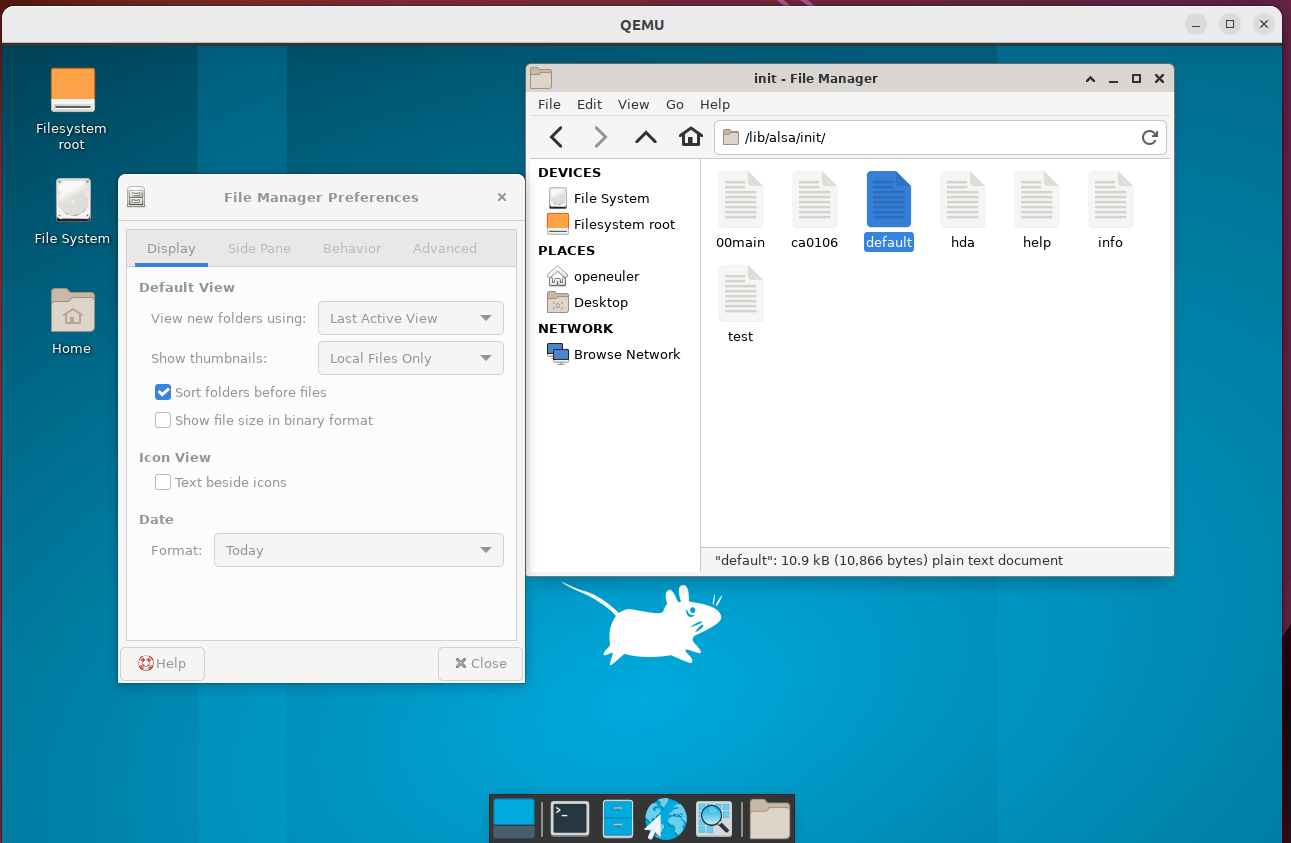 QEMU
Filesystem
root
File System
Home
File Manager Preferences
Display Side Pane Behavior Advanced
Default View
View new folders using: Last Active View
Show thumbnails: Local Files Only
Sort folders before files
Show file size in binary format
Icon View
Text beside icons
Date
Format: Today
Help Close
init - File Manager
File Edit View Go Help
/lib/alsa/init/
DEVICES
File System
Filesystem root
PLACES
openeuler
Desktop
NETWORK
Browse Network
00main ca0106 default hda help info
test
"default": 10.9 kB (10,866 bytes) plain text document